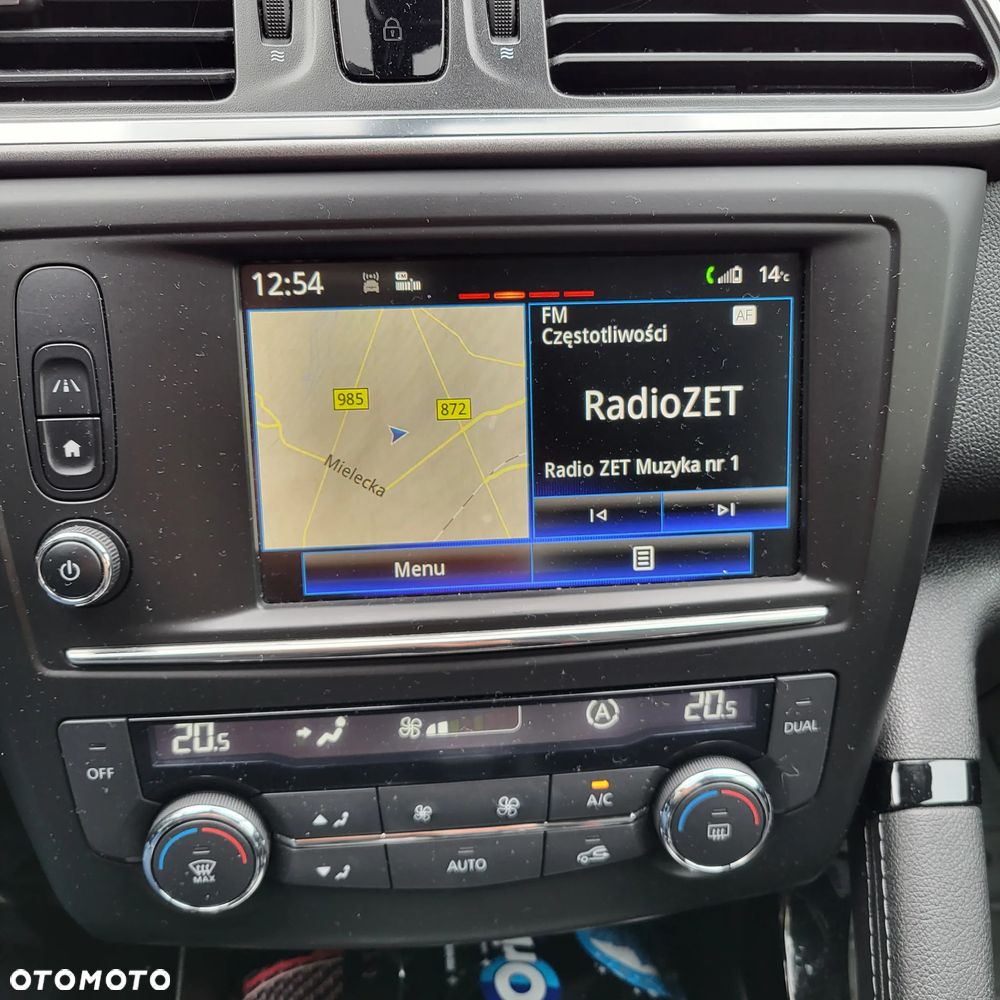 12:54
FM
14°C
FM
AF
Częstotliwości
985
872
RadioZET
Mielecka
Radio ZET Muzyka nr 1
Menu
20.5
A
20.5
OFF
DUAL
A/C
MAX
AUTO
OTOMOTO